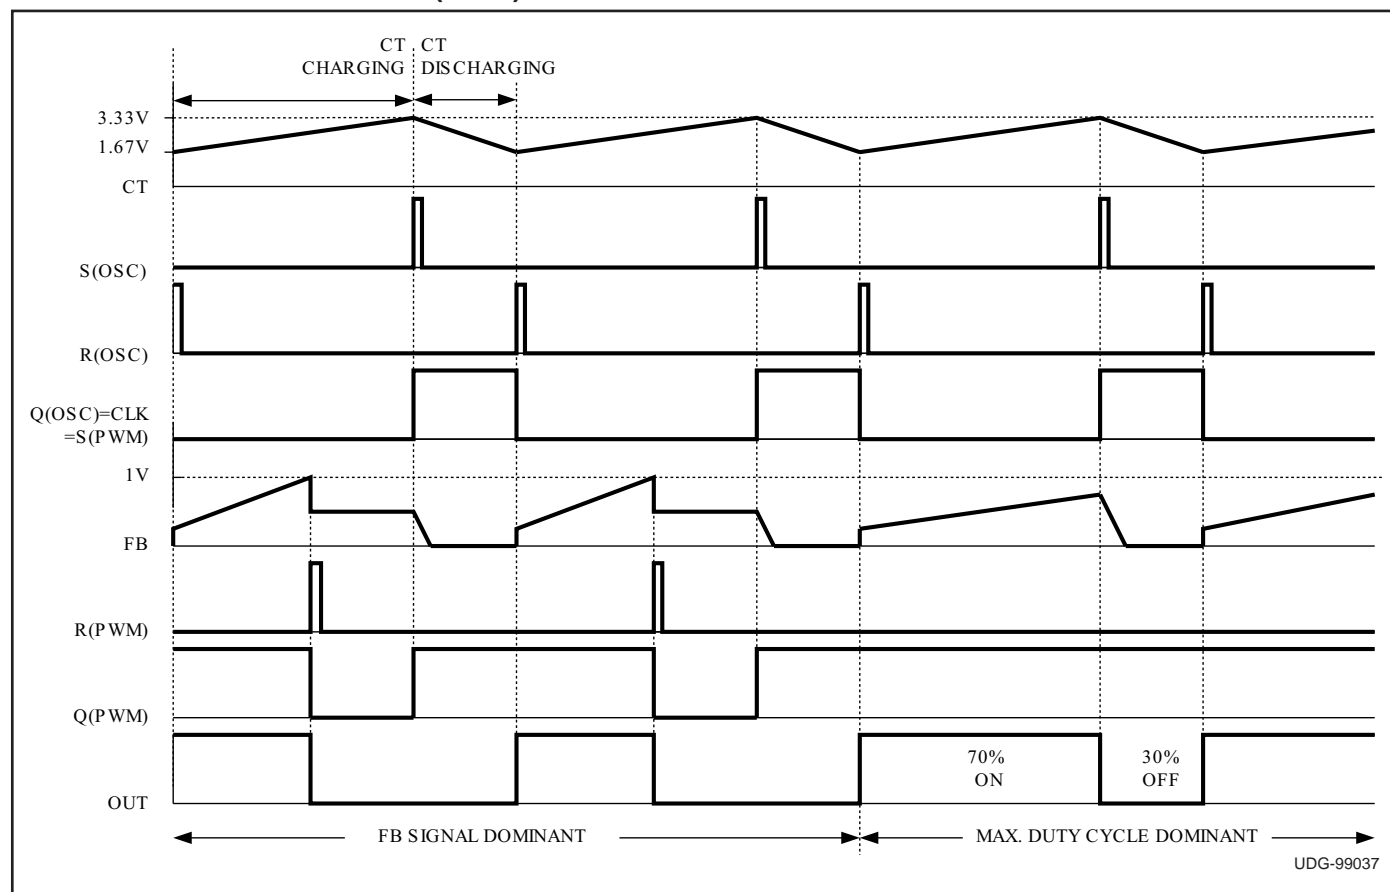 CT CT
CHARGING DISCHARGING
3.33V
1.67V
CT
S(OSC)
R(OSC)
Q(OSC)=CLK
=S(PWM)
1V
FB
R(PWM)
Q(PWM)
70% 30%
ON OFF
OUT
FB SIGNAL DOMINANT MAX. DUTY CYCLE DOMINANT
UDG-99037